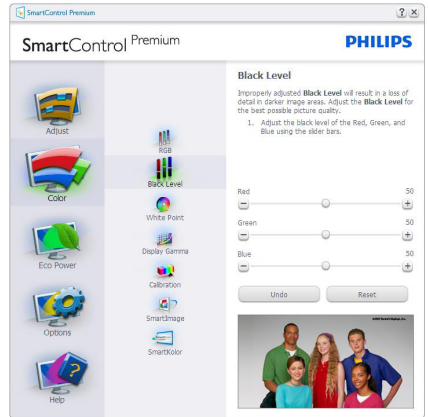 SmartControl Premium
? ×
SmartControl Premium
PHILIPS
Adjust
Color
Eco Power
Options
Help
RGB
Black Level
White Point
Display Gamma
Calibration
SmartImage
SmartKolor
Black Level
Improperly adjusted Black Level will result in a loss of
detail in darker image areas. Adjust the Black Level for
the best possible picture quality.
1. Adjust the black level of the Red, Green, and
Blue using the slider bars.
Red 50
Green 50
Blue 50
Undo Reset